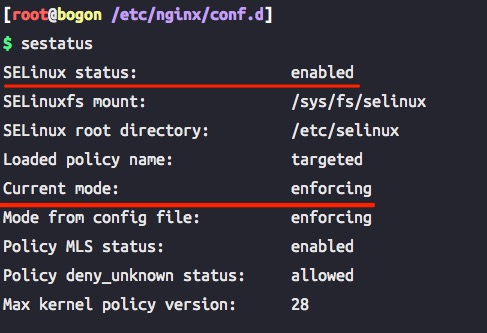 [root@bogon /etc/nginx/conf.d]
$ sestatus
SELinux status: enabled
SELinuxfs mount: /sys/fs/selinux
SELinux root directory: /etc/selinux
Loaded policy name: targeted
Current mode: enforcing
Mode from config file: enforcing
Policy MLS status: enabled
Policy deny_unknown status: allowed
Max kernel policy version: 28